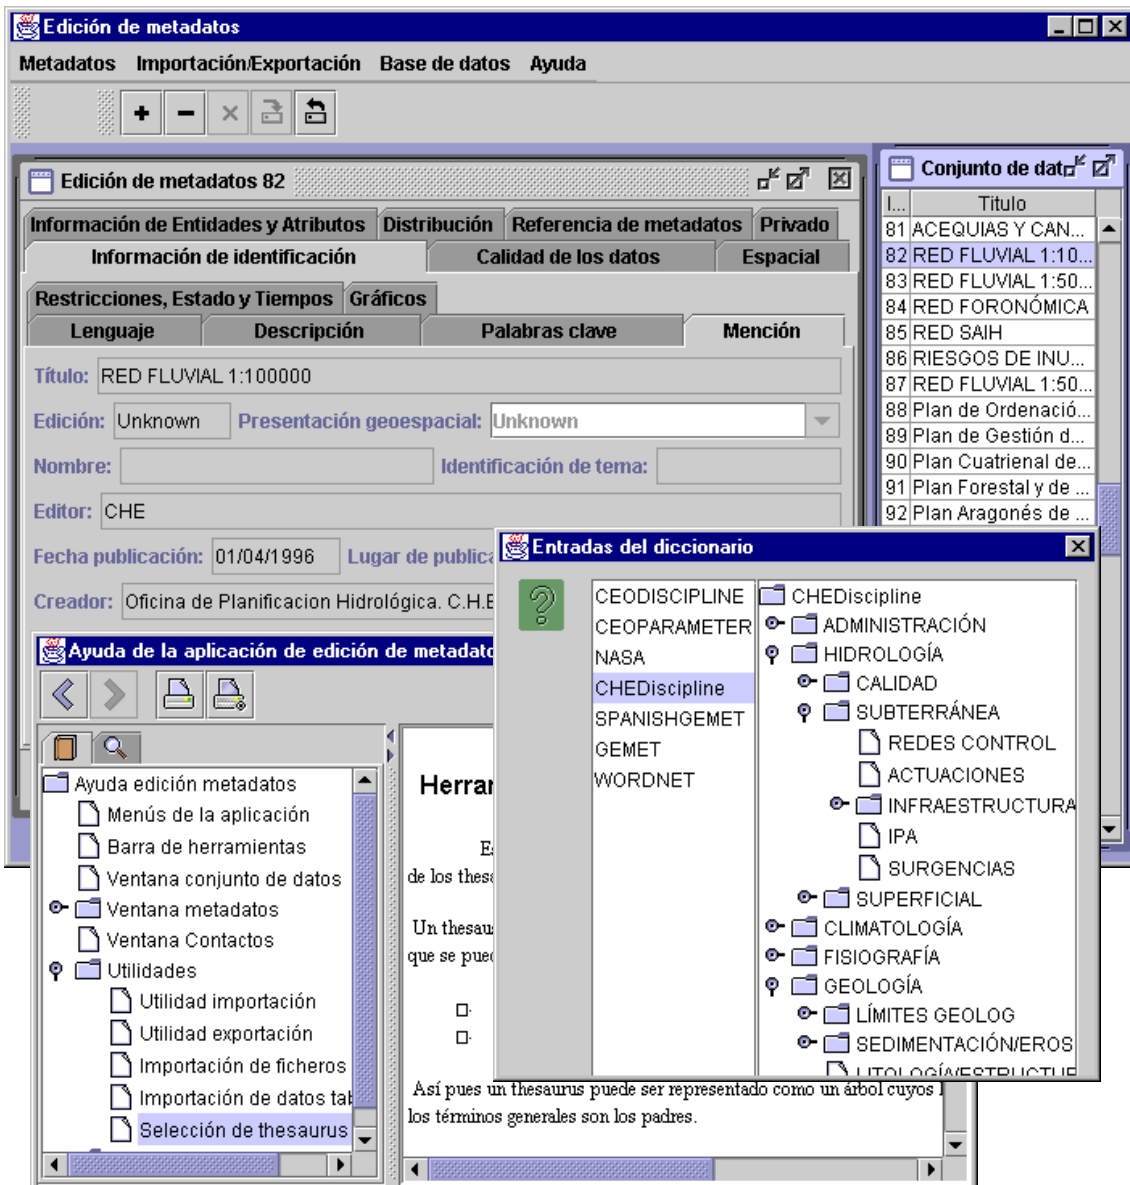 Edición de metadatos
Metadatos Importación/Exportación Base de datos Ayuda
Edición de metadatos 82
Información de Entidades y Atributos Distribución Referencia de metadatos Privado
Información de identificación Calidad de los datos Espacial
Restricciones, Estado y Tiempos Gráficos
Lenguaje Descripción Palabras clave Mención
Título: RED FLUVIAL 1:100000
Edición: Unknown Presentación geoespacial: Unknown
Nombre: Identificación de tema:
Editor: CHE
Fecha publicación: 01/04/1996 Lugar de publica
Creador: Oficina de Planificacion Hidrológica. C.H.E
Conjunto de dat
I... Titulo
81 ACEQUIAS Y CAN...
82 RED FLUVIAL 1:10...
83 RED FLUVIAL 1:50...
84 RED FORONÓMICA
85 RED SAIH
86 RIESGOS DE INU...
87 RED FLUVIAL 1:50...
88 Plan de Ordenació...
89 Plan de Gestión d...
90 Plan Cuatrienal de...
91 Plan Forestal y de ...
92 Plan Aragonés de ...
Entradas del diccionario
CEODISCIPLINE
CEOPARAMETER
NASA
CHEDiscipline
SPANISHGEMET
GEMET
WORDNET
CHEDiscipline
ADMINISTRACIÓN
HIDROLOGÍA
CALIDAD
SUBTERRÁNEA
REDES CONTROL
ACTUACIONES
INFRAESTRUCTURA
IPA
SURGENCIAS
SUPERFICIAL
CLIMATOLOGÍA
FISIOGRAFÍA
GEOLOGÍA
LÍMITES GEOLOG
SEDIMENTACIÓN/EROS
LITOLOGÍA/ESTRUCTUR
Ayuda de la aplicación de edición de metadato
Ayuda edición metadatos
Menús de la aplicación
Barra de herramientas
Ventana conjunto de datos
Ventana metadatos
Ventana Contactos
Utilidades
Utilidad importación
Utilidad exportación
Importación de ficheros
Importación de datos tab
Selección de thesaurus
Herrar
Es
de los thesa
Un thesau
que se pued
Así pues un thesaurus puede ser representado como un árbol cuyos
los términos generales son los padres.